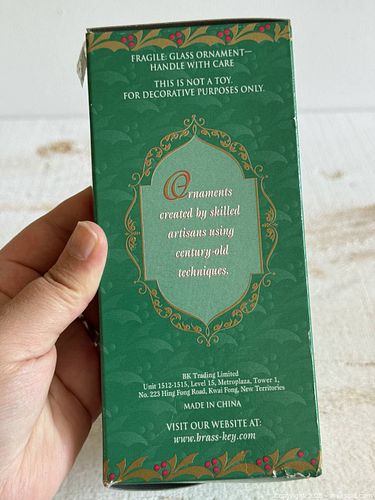 FRAGILE: GLASS ORNAMENT—
HANDLE WITH CARE
THIS IS NOT A TOY.
FOR DECORATIVE PURPOSES ONLY.
Ornaments
created by skilled
artisans using
century-old
techniques.
BK Trading Limited
Unit 1512-1515, Level 15, Metroplaza, Tower 1,
No. 223 Hing Fong Road, Kwai Fong, New Territories
MADE IN CHINA
VISIT OUR WEBSITE AT:
www.brass-key.com